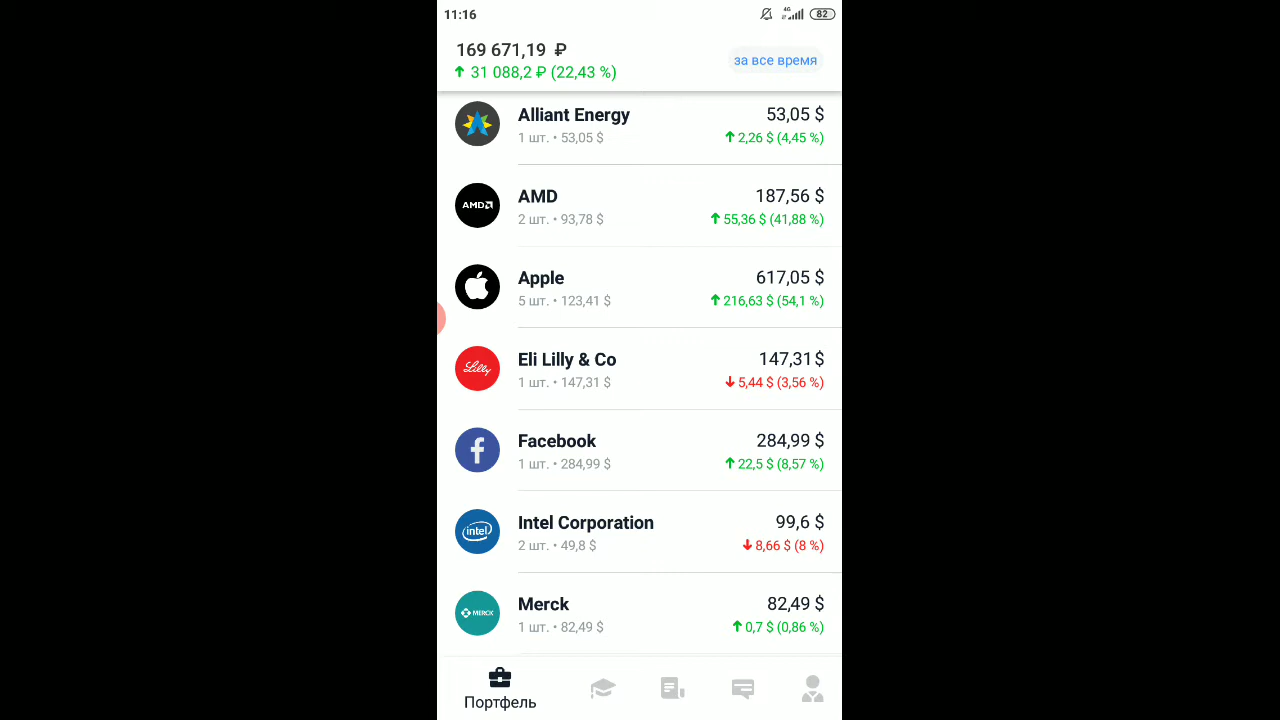 11:16
4G
82
169 671,19 ₽
31 088,2 ₽ (22,43 %)
за все время
Alliant Energy
53,05 $
1 шт. • 53,05 $
2,26 $ (4,45 %)
AMD
AMD
187,56 $
2 шт. • 93,78 $
55,36 $ (41,88 %)
Apple
617,05 $
5 шт. • 123,41 $
216,63 $ (54,1 %)
Lilly
Eli Lilly & Co
147,31 $
1 шт. • 147,31 $
5,44 $ (3,56 %)
f
Facebook
284,99 $
1 шт. • 284,99 $
22,5 $ (8,57 %)
intel
Intel Corporation
99,6 $
2 шт. • 49,8 $
8,66 $ (8 %)
MERCK
Merck
82,49 $
1 шт. • 82,49 $
0,7 $ (0,86 %)
Портфель